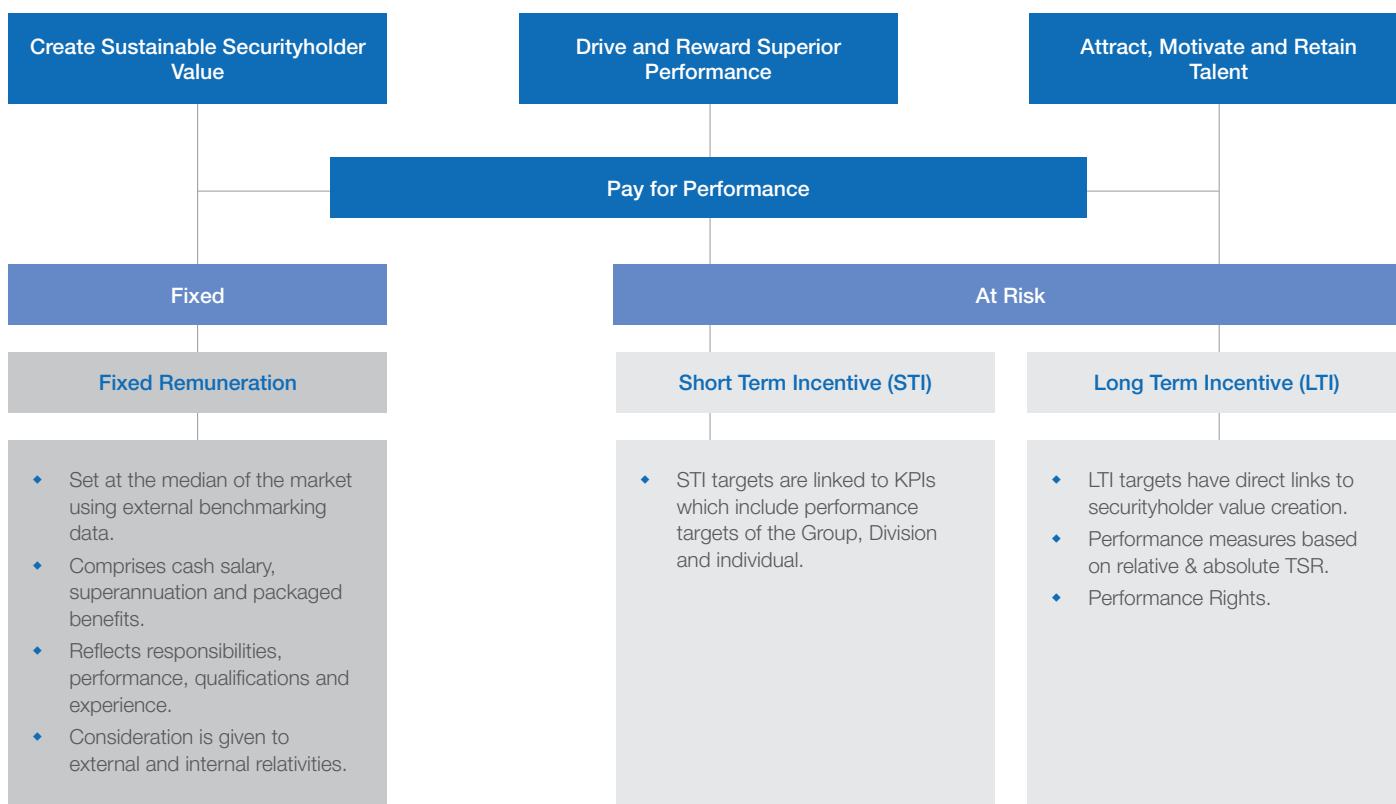 Create Sustainable Securityholder
Value
Drive and Reward Superior
Performance
Attract, Motivate and Retain
Talent
Pay for Performance
Fixed
At Risk
Fixed Remuneration
Short Term Incentive (STI)
Long Term Incentive (LTI)
Set at the median of the market
using external benchmarking
data.
Comprises cash salary,
superannuation and packaged
benefits.
Reflects responsibilities,
performance, qualifications and
experience.
Consideration is given to
external and internal relativities.
STI targets are linked to KPIs
which include performance
targets of the Group, Division
and individual.
LTI targets have direct links to
securityholder value creation.
Performance measures based
on relative & absolute TSR.
Performance Rights.